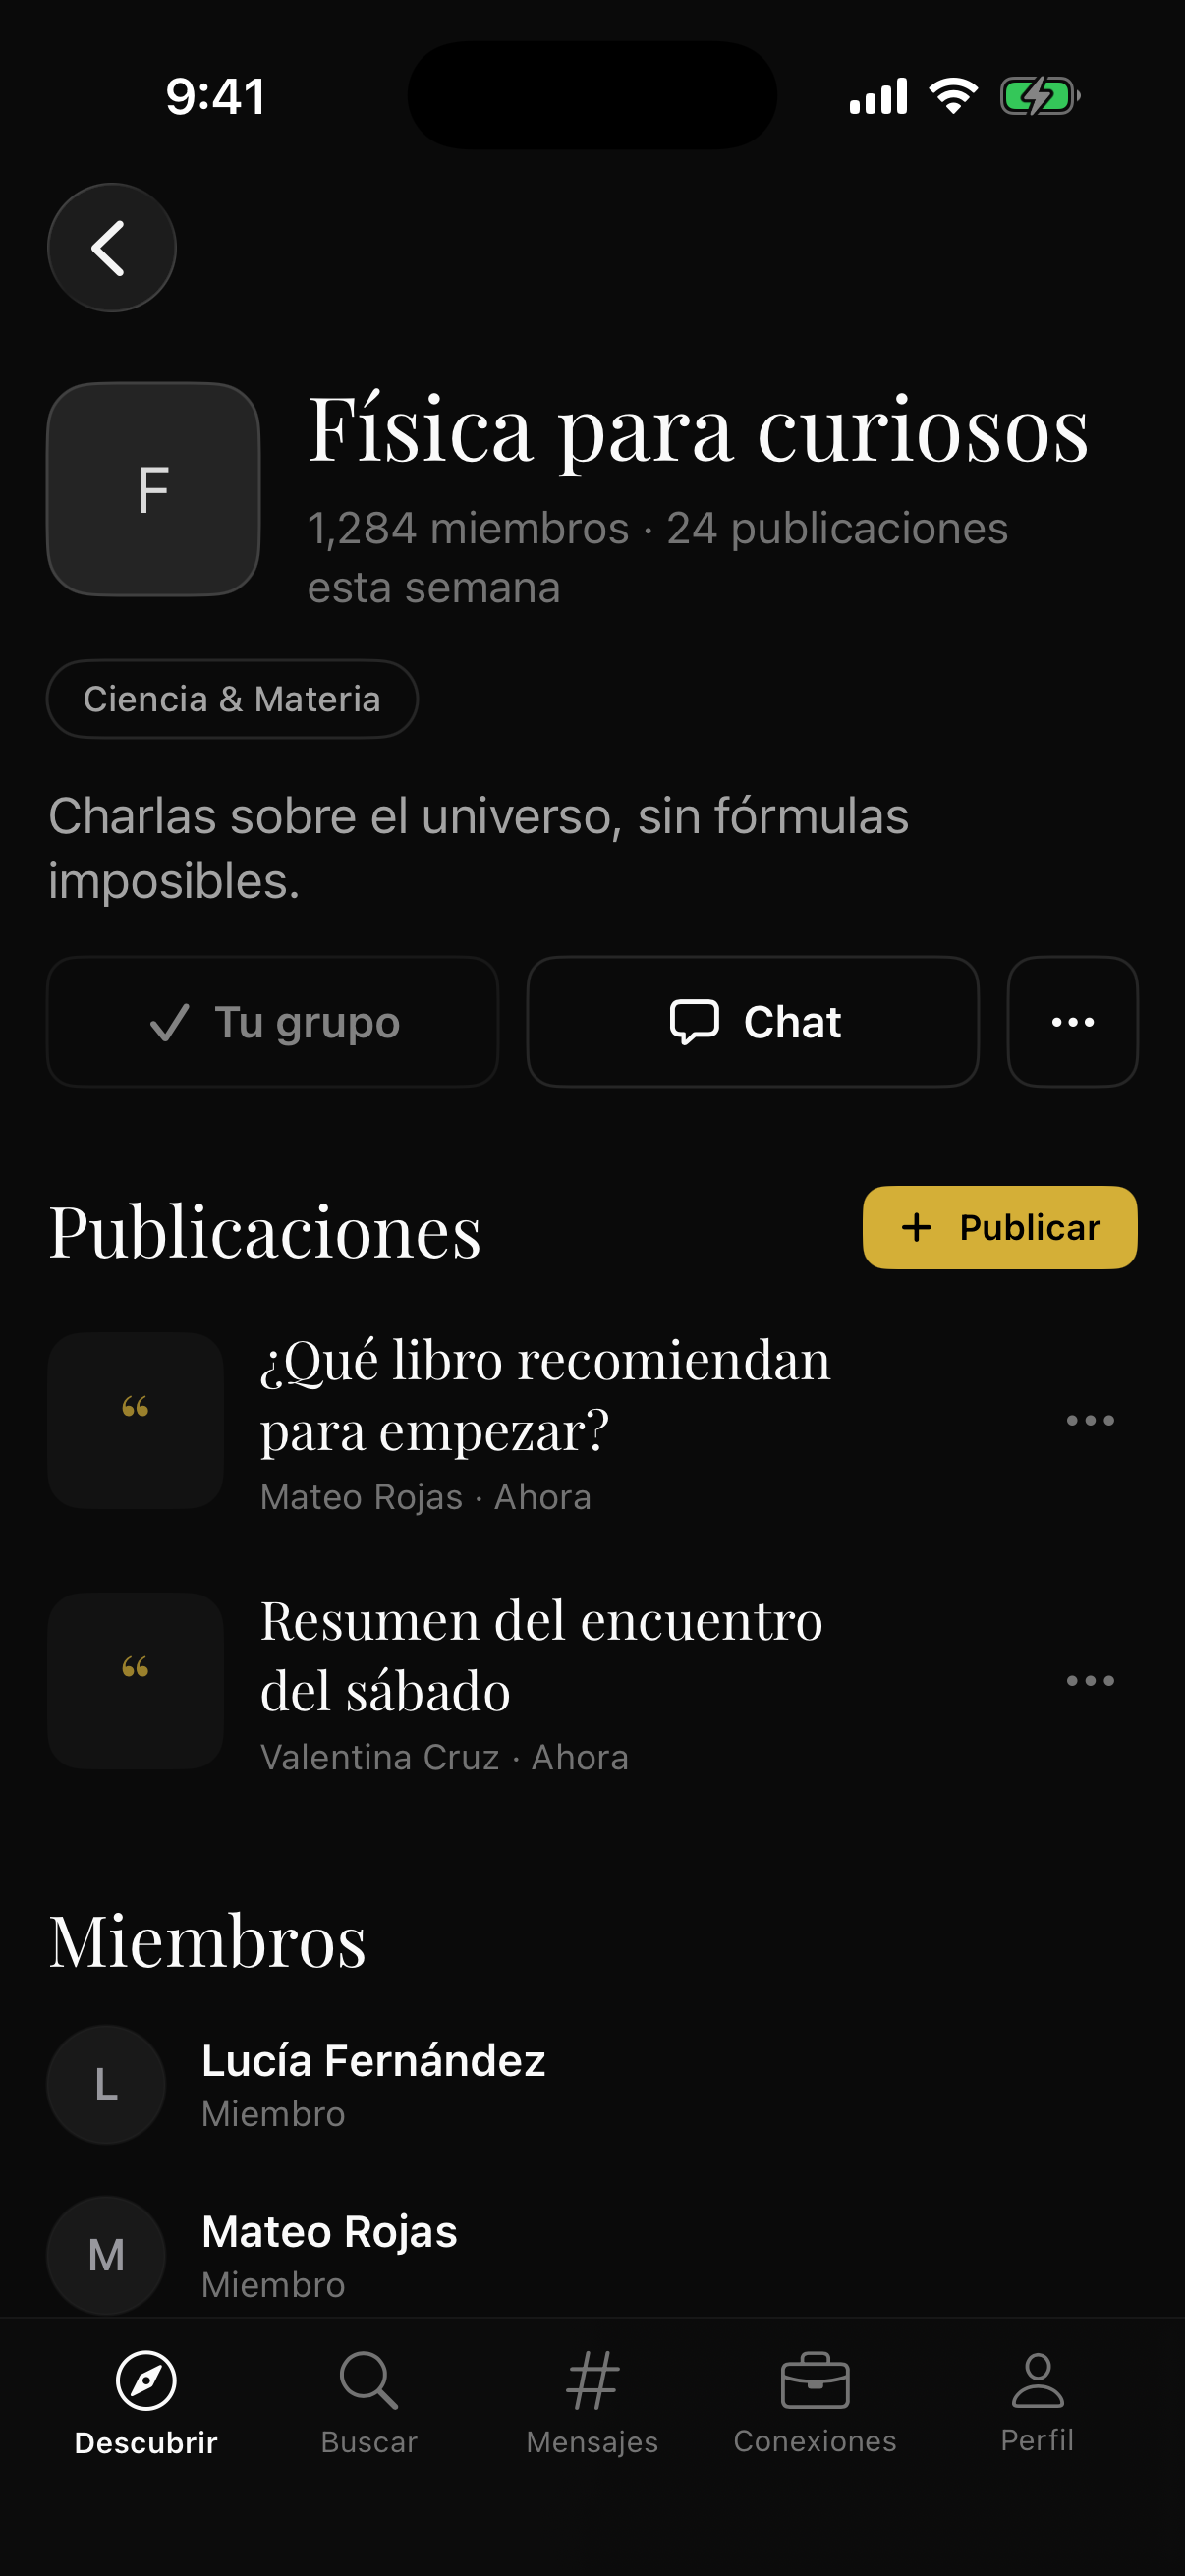 9:41
F
Física para curiosos
1,284 miembros · 24 publicaciones
esta semana
Ciencia & Materia
Charlas sobre el universo, sin fórmulas
imposibles.
Tu grupo
Chat
Publicaciones
+ Publicar
¿Qué libro recomiendan
para empezar?
Mateo Rojas · Ahora
Resumen del encuentro
del sábado
Valentina Cruz · Ahora
Miembros
L
Lucía Fernández
Miembro
M
Mateo Rojas
Miembro
Descubrir
Buscar
Mensajes
Conexiones
Perfil